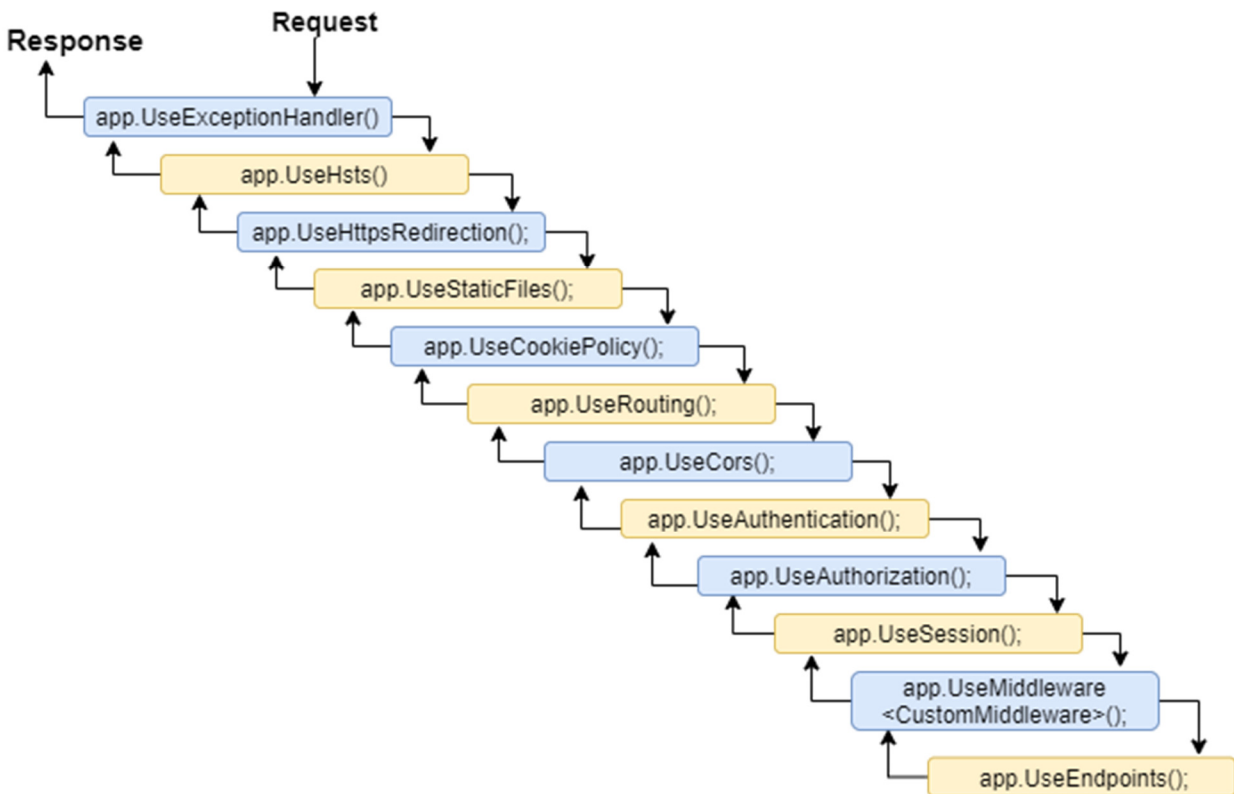 Request
Response
app.UseExceptionHandler()
app.UseHsts()
app.UseHttpsRedirection();
app.UseStaticFiles();
app.UseCookiePolicy();
app.UseRouting();
app.UseCors();
app.UseAuthentication();
app.UseAuthorization();
app.UseSession();
app.UseMiddleware
<CustomMiddleware>();
app.UseEndpoints();